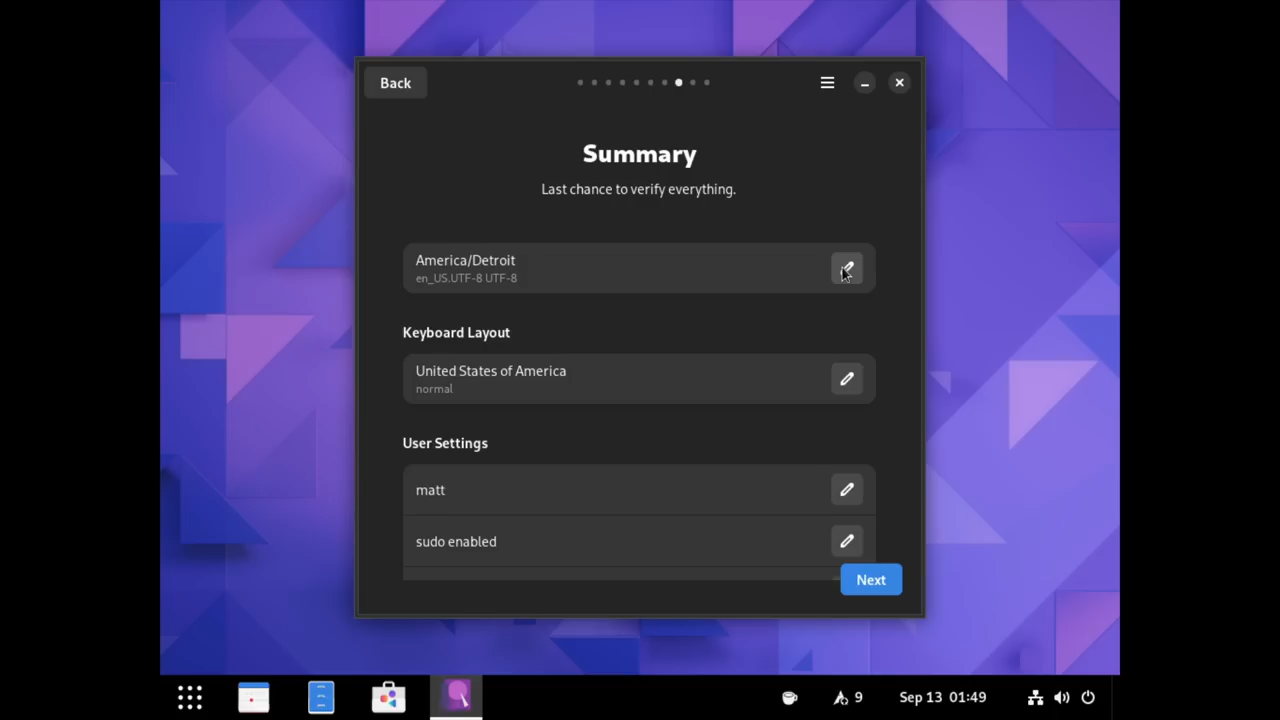 Back
Summary
Last chance to verify everything.
America/Detroit
en_US.UTF-8 UTF-8
Keyboard Layout
United States of America
normal
User Settings
matt
sudo enabled
Next
9
Sep 13 01:49